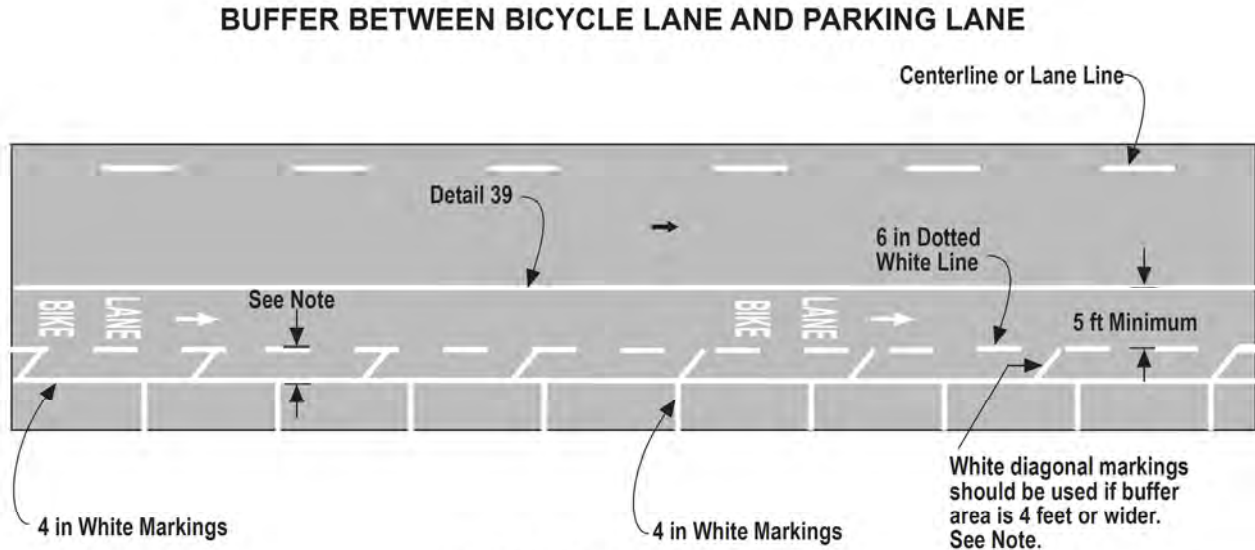 BUFFER BETWEEN BICYCLE LANE AND PARKING LANE
Centerline or Lane Line
Detail 39
6 in Dotted
White Line
BIKE
LANE
See Note
BIKE
LANE
5 ft Minimum
4 in White Markings
4 in White Markings
White diagonal markings
should be used if buffer
area is 4 feet or wider.
See Note.